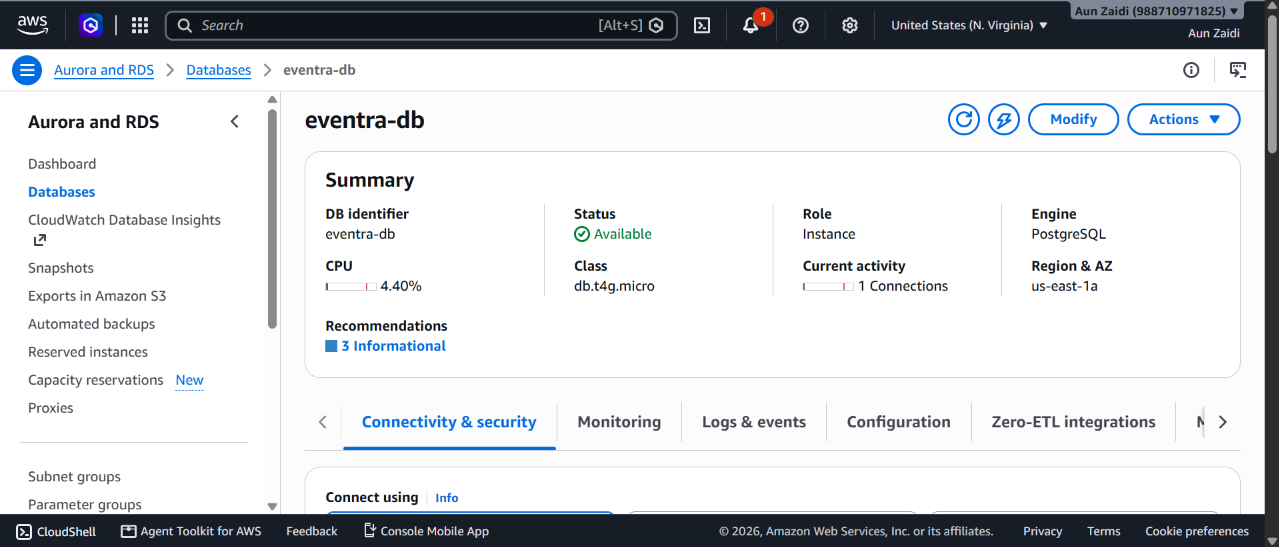 aws
Search [Alt+S]
1
United States (N. Virginia) ▼
Aun Zaidi (988710971825) ▼
Aun Zaidi
Aurora and RDS > Databases > eventra-db
Aurora and RDS
Dashboard
Databases
CloudWatch Database Insights
Snapshots
Exports in Amazon S3
Automated backups
Reserved instances
Capacity reservations New
Proxies
Subnet groups
Parameter groups
eventra-db
Modify
Actions ▼
Summary
DB identifier
eventra-db
Status
Available
Role
Instance
Engine
PostgreSQL
CPU
4.40%
Class
db.t4g.micro
Current activity
1 Connections
Region & AZ
us-east-1a
Recommendations
3 Informational
Connectivity & security
Monitoring
Logs & events
Configuration
Zero-ETL integrations
Connect using Info
CloudShell
Agent Toolkit for AWS
Feedback
Console Mobile App
© 2026, Amazon Web Services, Inc. or its affiliates.
Privacy
Terms
Cookie preferences